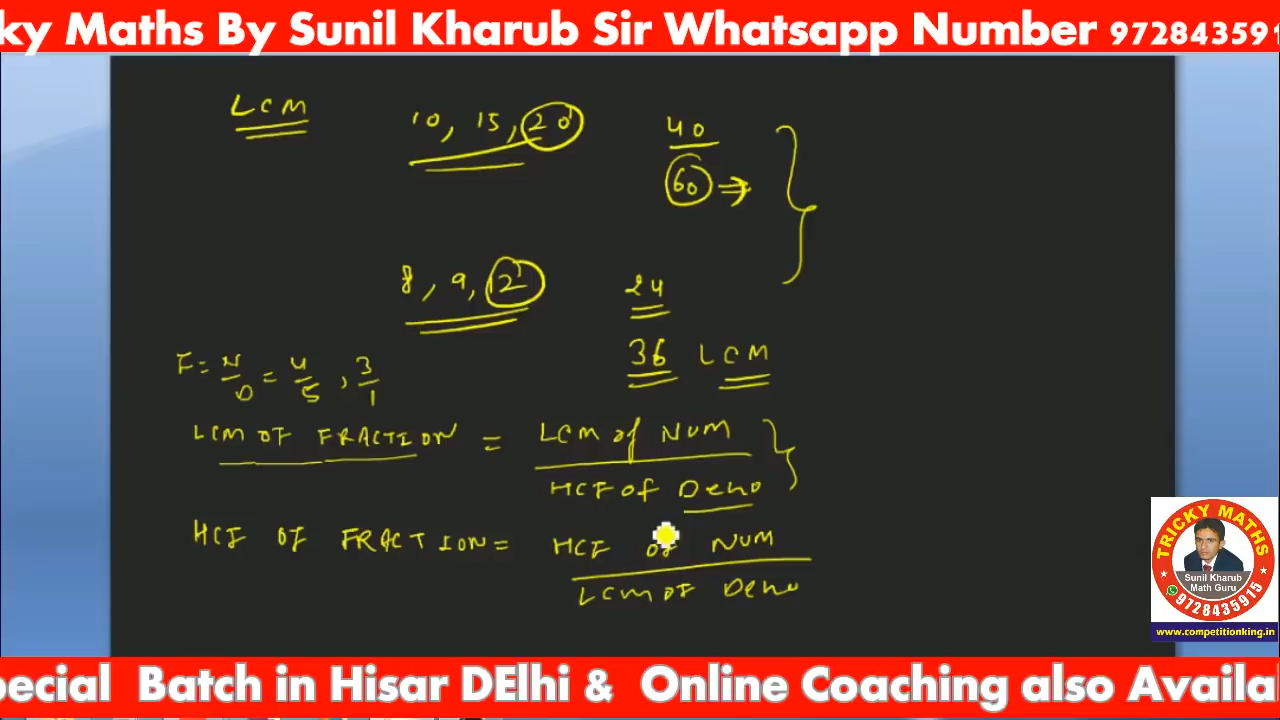 ky Maths By Sunil Kharub Sir Whatsapp Number 97284359
LCM 10, 15, 20 40
60 ⇒
8, 9, 12 24
36 LCM
F = N/D = 4/5, 3/1
LCM OF FRACTION = LCM of NUM
HCF of Deno
HCF OF FRACTION = HCF of NUM
LCM OF Deno
TRICKY MATHS
Sunil Kharub
Math Guru
9728435915
www.competitionking.in
pecial Batch in Hisar DElhi & Online Coaching also Availa